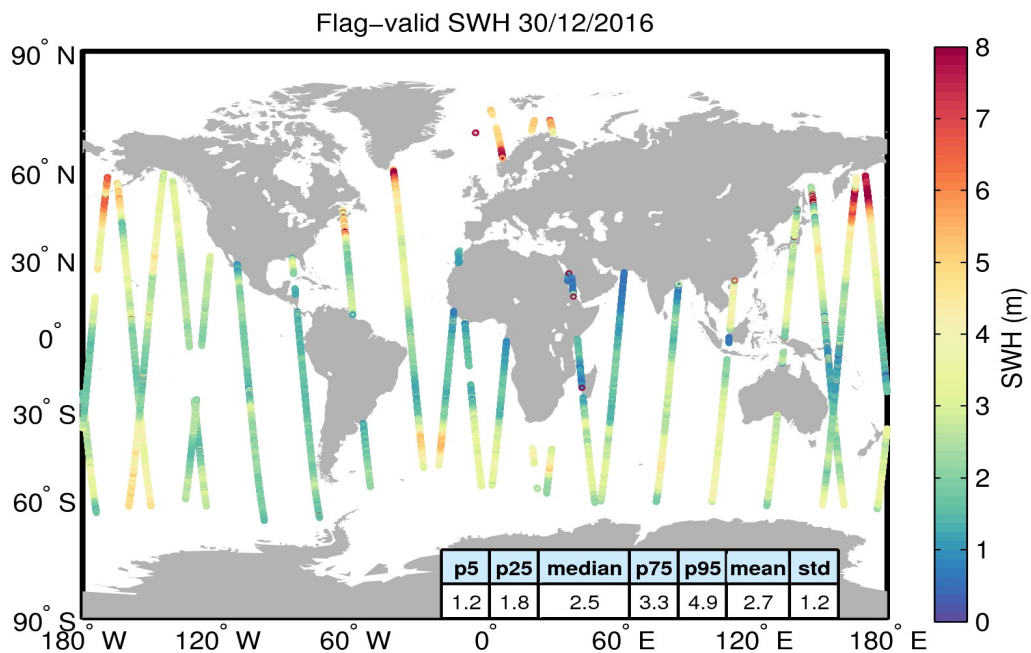 Flag−valid SWH 30/12/2016
90° N
60° N
30° N
0°
30° S
60° S
90° S
180° W
120° W
60° W
0°
60° E
120° E
180° E
p5 p25 median p75 p95 mean std
1.2 1.8 2.5 3.3 4.9 2.7 1.2
8
7
6
5
4
3
2
1
0
SWH (m)